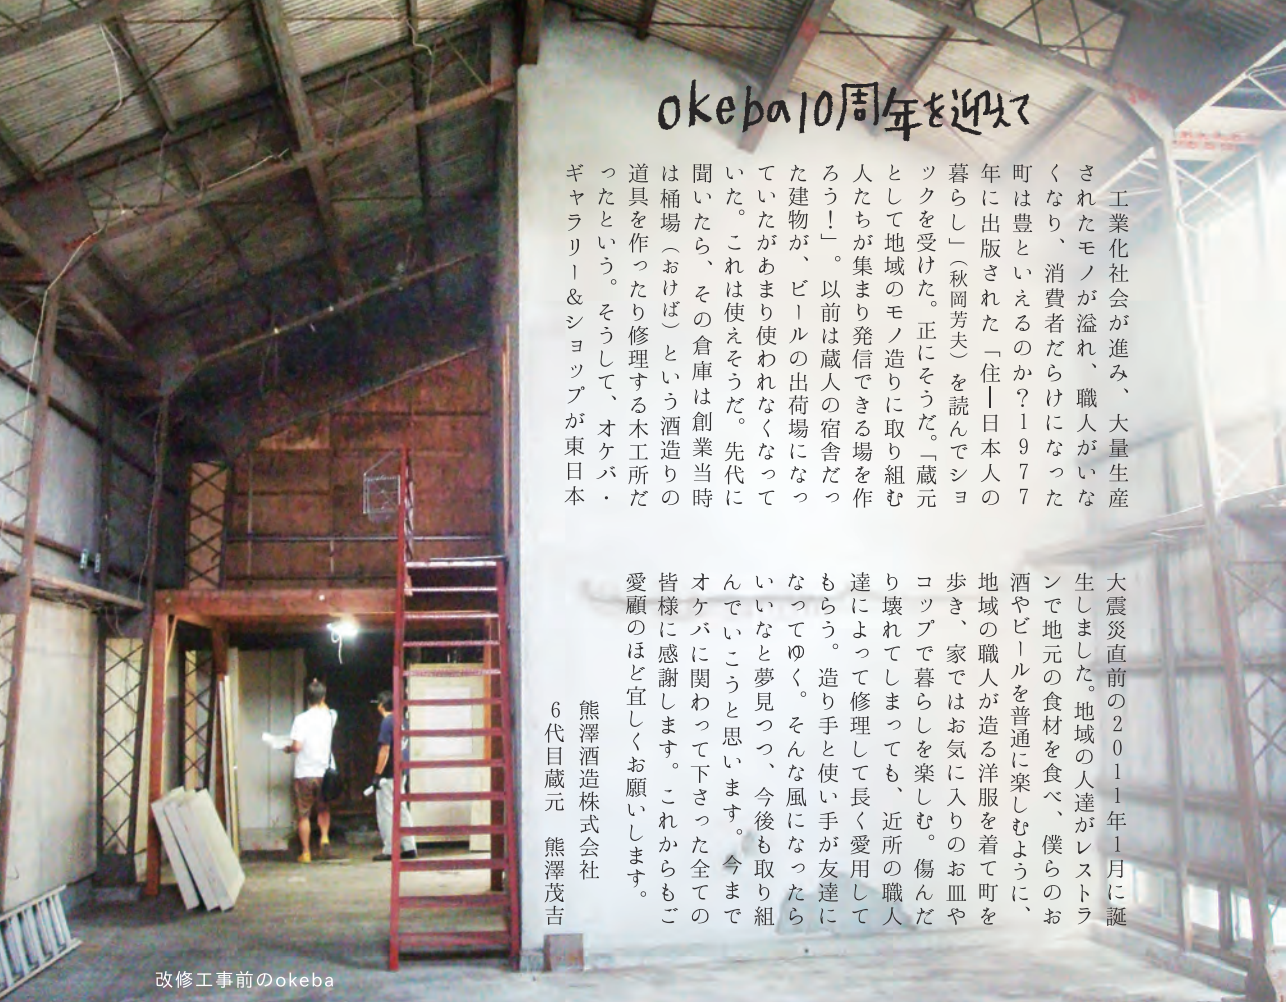 okeba10周年を迎えて
　工業化社会が進み、大量生産
されたモノが溢れ、職人がいな
くなり、消費者だらけになった
町は豊といえるのか?1977
年に出版された「住―日本人の
暮らし」（秋岡芳夫）を読んでショ
ックを受けた。正にそうだ。「蔵元
として地域のモノ造りに取り組む
人たちが集まり発信できる場を作
ろう！」。以前は蔵人の宿舎だっ
た建物が、ビールの出荷場になっ
ていたがあまり使われなくなって
いた。これは使えそうだ。先代に
聞いたら、その倉庫は創業当時
は桶場（おけば）という酒造りの
道具を作ったり修理する木工所だ
ったという。そうして、オケバ・
ギャラリー＆ショップが東日本
大震災直前の2011年1月に誕
生しました。地域の人達がレストラ
ンで地元の食材を食べ、僕らのお
酒やビールを普通に楽しむように、
地域の職人が造る洋服を着て町を
歩き、家ではお気に入りのお皿や
コップで暮らしを楽しむ。傷んだ
り壊れてしまっても、近所の職人
達によって修理して長く愛用して
もらう。造り手と使い手が友達に
なってゆく。そんな風になったら
いいなと夢見つつ、今後も取り組
んでいこうと思います。今まで
オケバに関わって下さった全ての
皆様に感謝します。これからもご
愛顧のほど宜しくお願いします。
熊澤酒造株式会社
6代目蔵元　熊澤茂吉
改修工事前のokeba